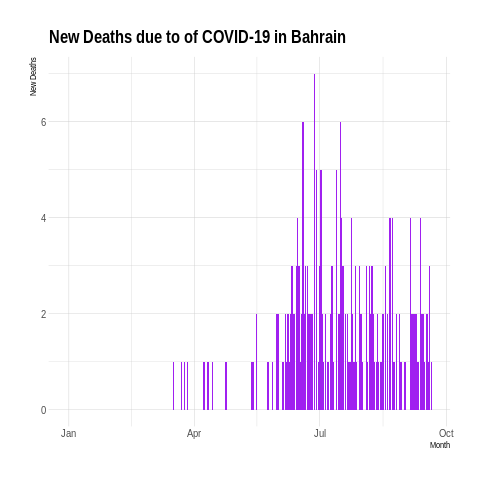 New Deaths due to of COVID-19 in Bahrain
New Deaths
6
4
2
0
Jan Apr Jul Oct
Month